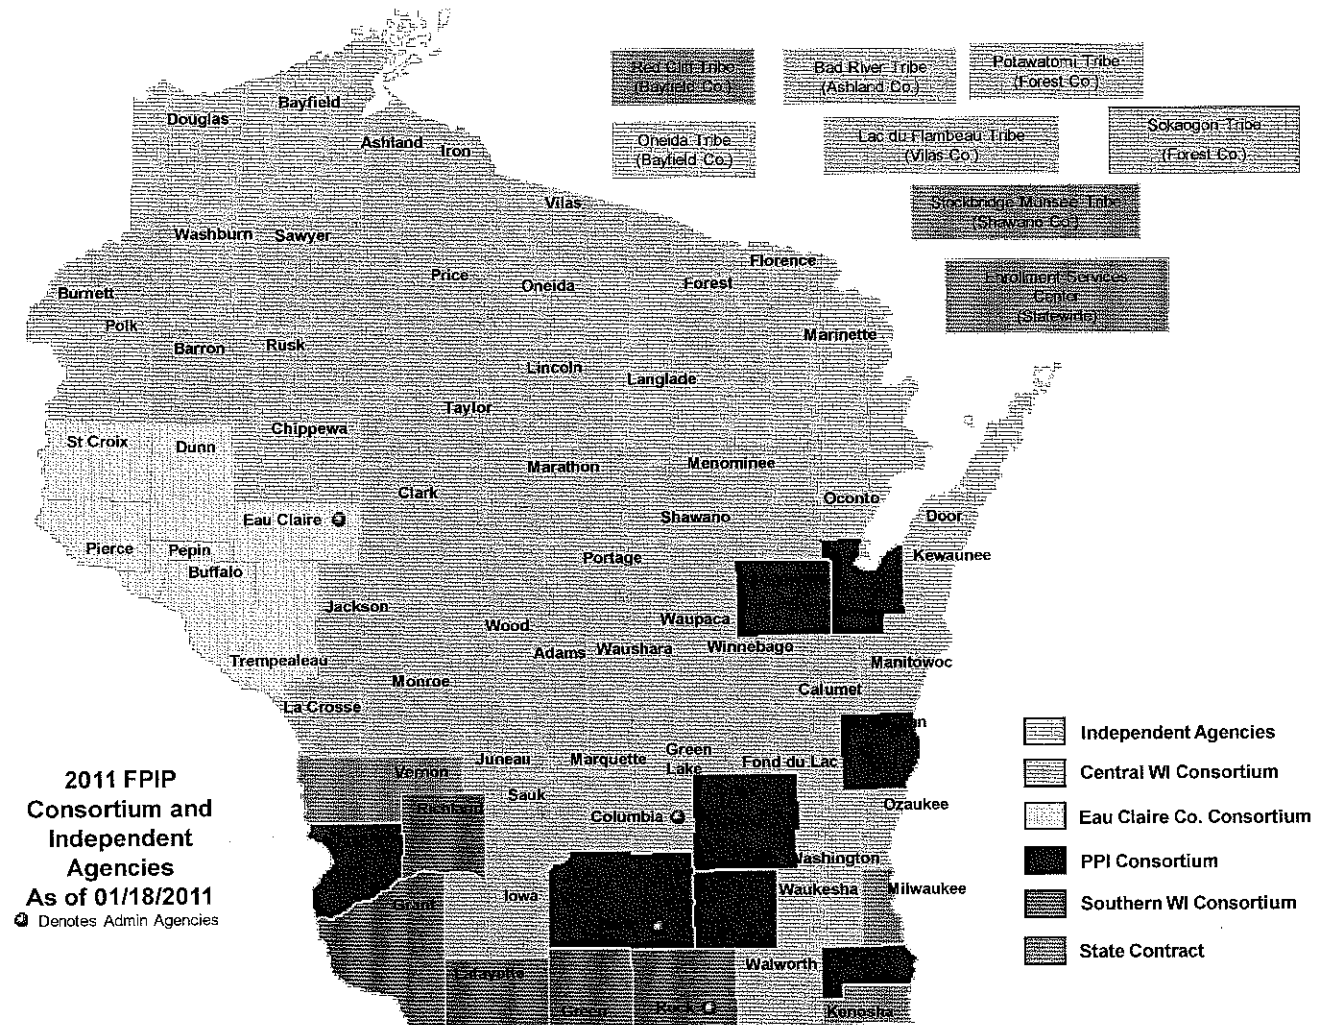 Red Cliff Tribe
(Bayfield Co.)
Bad River Tribe
(Ashland Co.)
Potawatomi Tribe
(Forest Co.)
Oneida Tribe
(Bayfield Co.)
Lac du Flambeau Tribe
(Vilas Co.)
Sokaogon Tribe
(Forest Co.)
Stockbridge Munsee Tribe
(Shawano Co.)
Enrollment Services
Center
(Statewide)
Bayfield
Douglas
Ashland
Iron
Vilas
Washburn
Sawyer
Florence
Price
Oneida
Forest
Burnett
Polk
Marinette
Barron
Rusk
Lincoln
Langlade
Taylor
Chippewa
St Croix
Dunn
Marathon
Menominee
Clark
Oconto
Eau Claire
Shawano
Door
Pierce
Pepin
Portage
Kewaunee
Buffalo
Jackson
Wood
Waupaca
Adams
Waushara
Winnebago
Trempealeau
Manitowoc
Monroe
Calumet
La Crosse
Juneau
Marquette
Green
Lake
Fond du Lac
Vernon
Richland
Sauk
Columbia
Ozaukee
Washington
Iowa
Waukesha
Milwaukee
Grant
Walworth
Lafayette
Green
Rock
Kenosha
2011 FPIP
Consortium and
Independent
Agencies
As of 01/18/2011
Denotes Admin Agencies
Independent Agencies
Central WI Consortium
Eau Claire Co. Consortium
PPI Consortium
Southern WI Consortium
State Contract